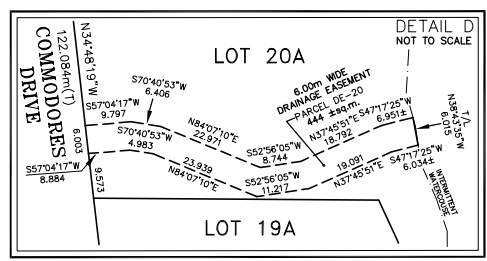 DETAIL D
NOT TO SCALE
LOT 20A
N34°48'19"W
122.084m(T)
COMMODORES
DRIVE
6.00m WIDE
DRAINAGE EASEMENT
PARCEL DE-20
444 ±sq.m.
S57°04'17"W
9.797
S70°40'53"W
6.406
N84°07'10"E
22.971
S52°56'05"W
8.744
N37°45'51"E
18.792
S47°17'25"W
6.951±
T/L
N38°43'35"W
6.015
6.003
S70°40'53"W
4.983
23.939
N84°07'10"E
S52°56'05"W
11.217
19.091
N37°45'51"E
S47°17'25"W
6.034±
S57°04'17"W
8.884
9.573
INTERMITTENT
WATERCOUSE
LOT 19A